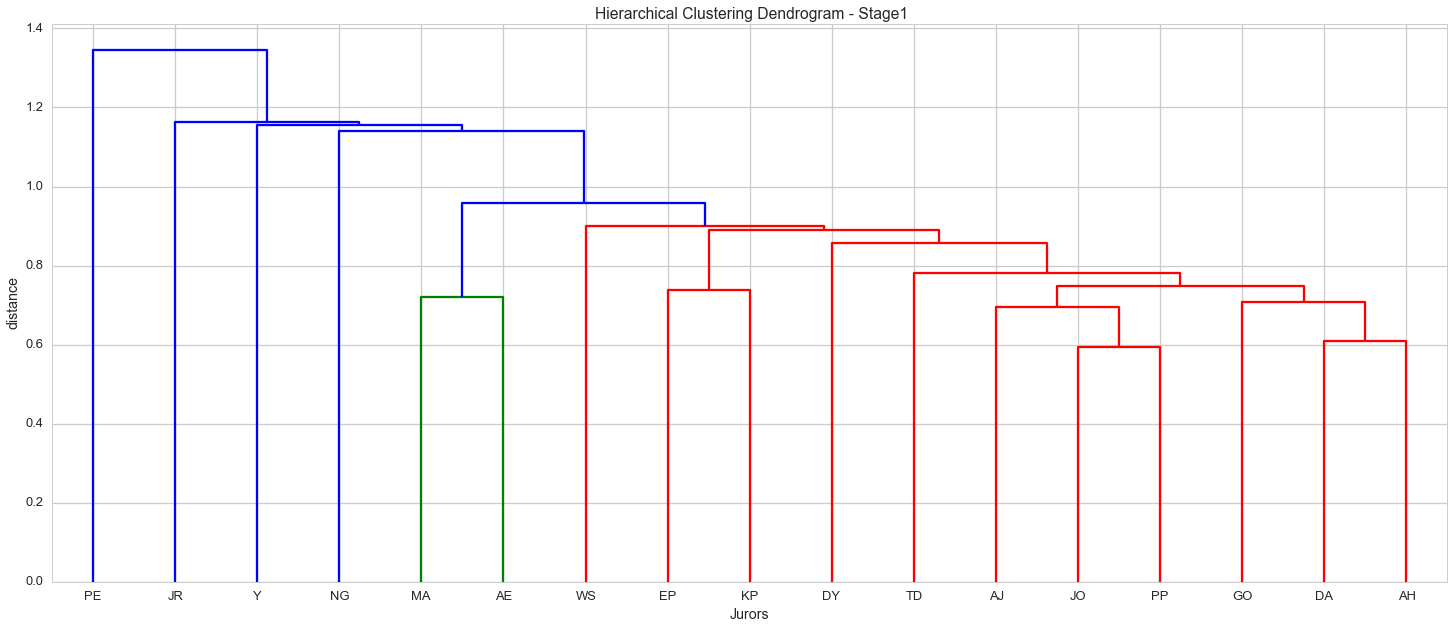 Hierarchical Clustering Dendrogram - Stage1
1.4
1.2
1.0
0.8
0.6
0.4
0.2
0.0
distance
PE JR Y NG MA AE WS EP KP DY TD AJ JO PP GO DA AH
Jurors